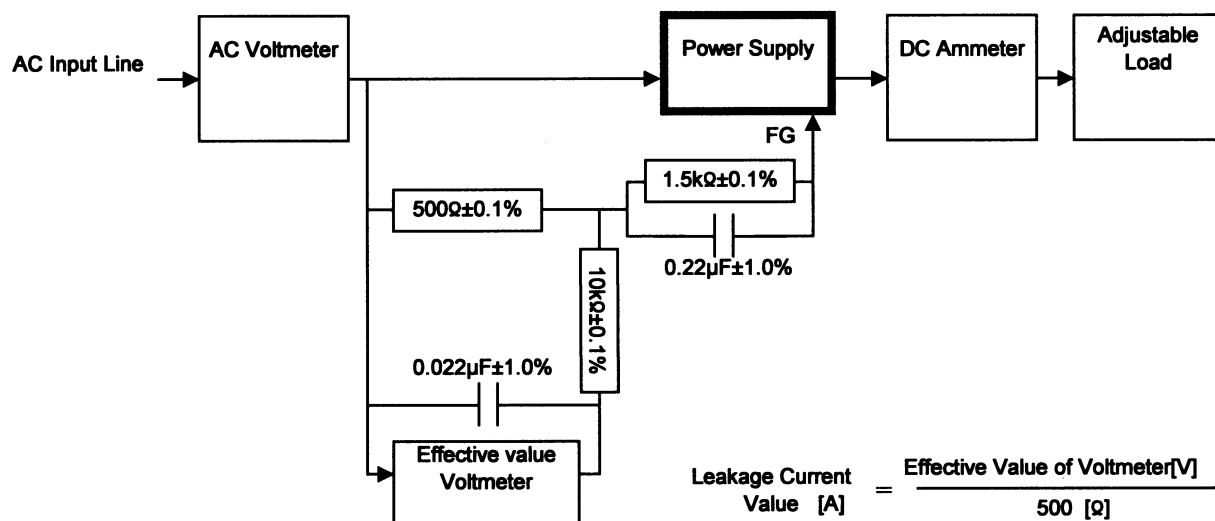 AC Input Line
AC Voltmeter
Power Supply
DC Ammeter
Adjustable
Load
FG
1.5kΩ±0.1%
500Ω±0.1%
0.22µF±1.0%
10kΩ±0.1%
0.022µF±1.0%
Effective value
Voltmeter
Leakage Current
Value [A]
=
Effective Value of Voltmeter[V]
500 [Ω]